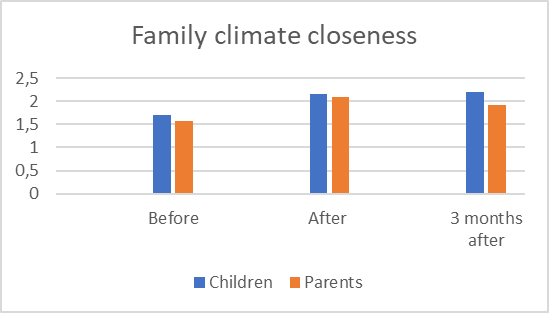 Family climate closeness
2,5
2
1,5
1
0,5
0
Before
After
3 months
after
Children
Parents